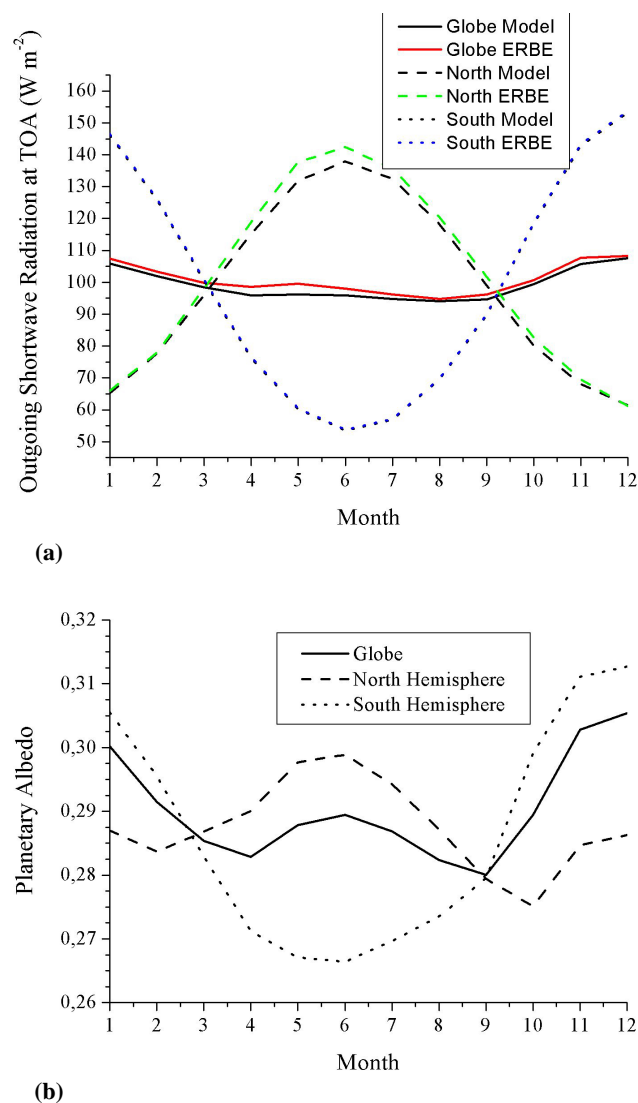 Globe Model
Globe ERBE
North Model
North ERBE
South Model
South ERBE
Outgoing Shortwave Radiation at TOA (W m-2)
160
150
140
130
120
110
100
90
80
70
60
50
1 2 3 4 5 6 7 8 9 10 11 12
Month
(a)
Globe
North Hemisphere
South Hemisphere
Planetary Albedo
0,32
0,31
0,30
0,29
0,28
0,27
0,26
1 2 3 4 5 6 7 8 9 10 11 12
Month
(b)